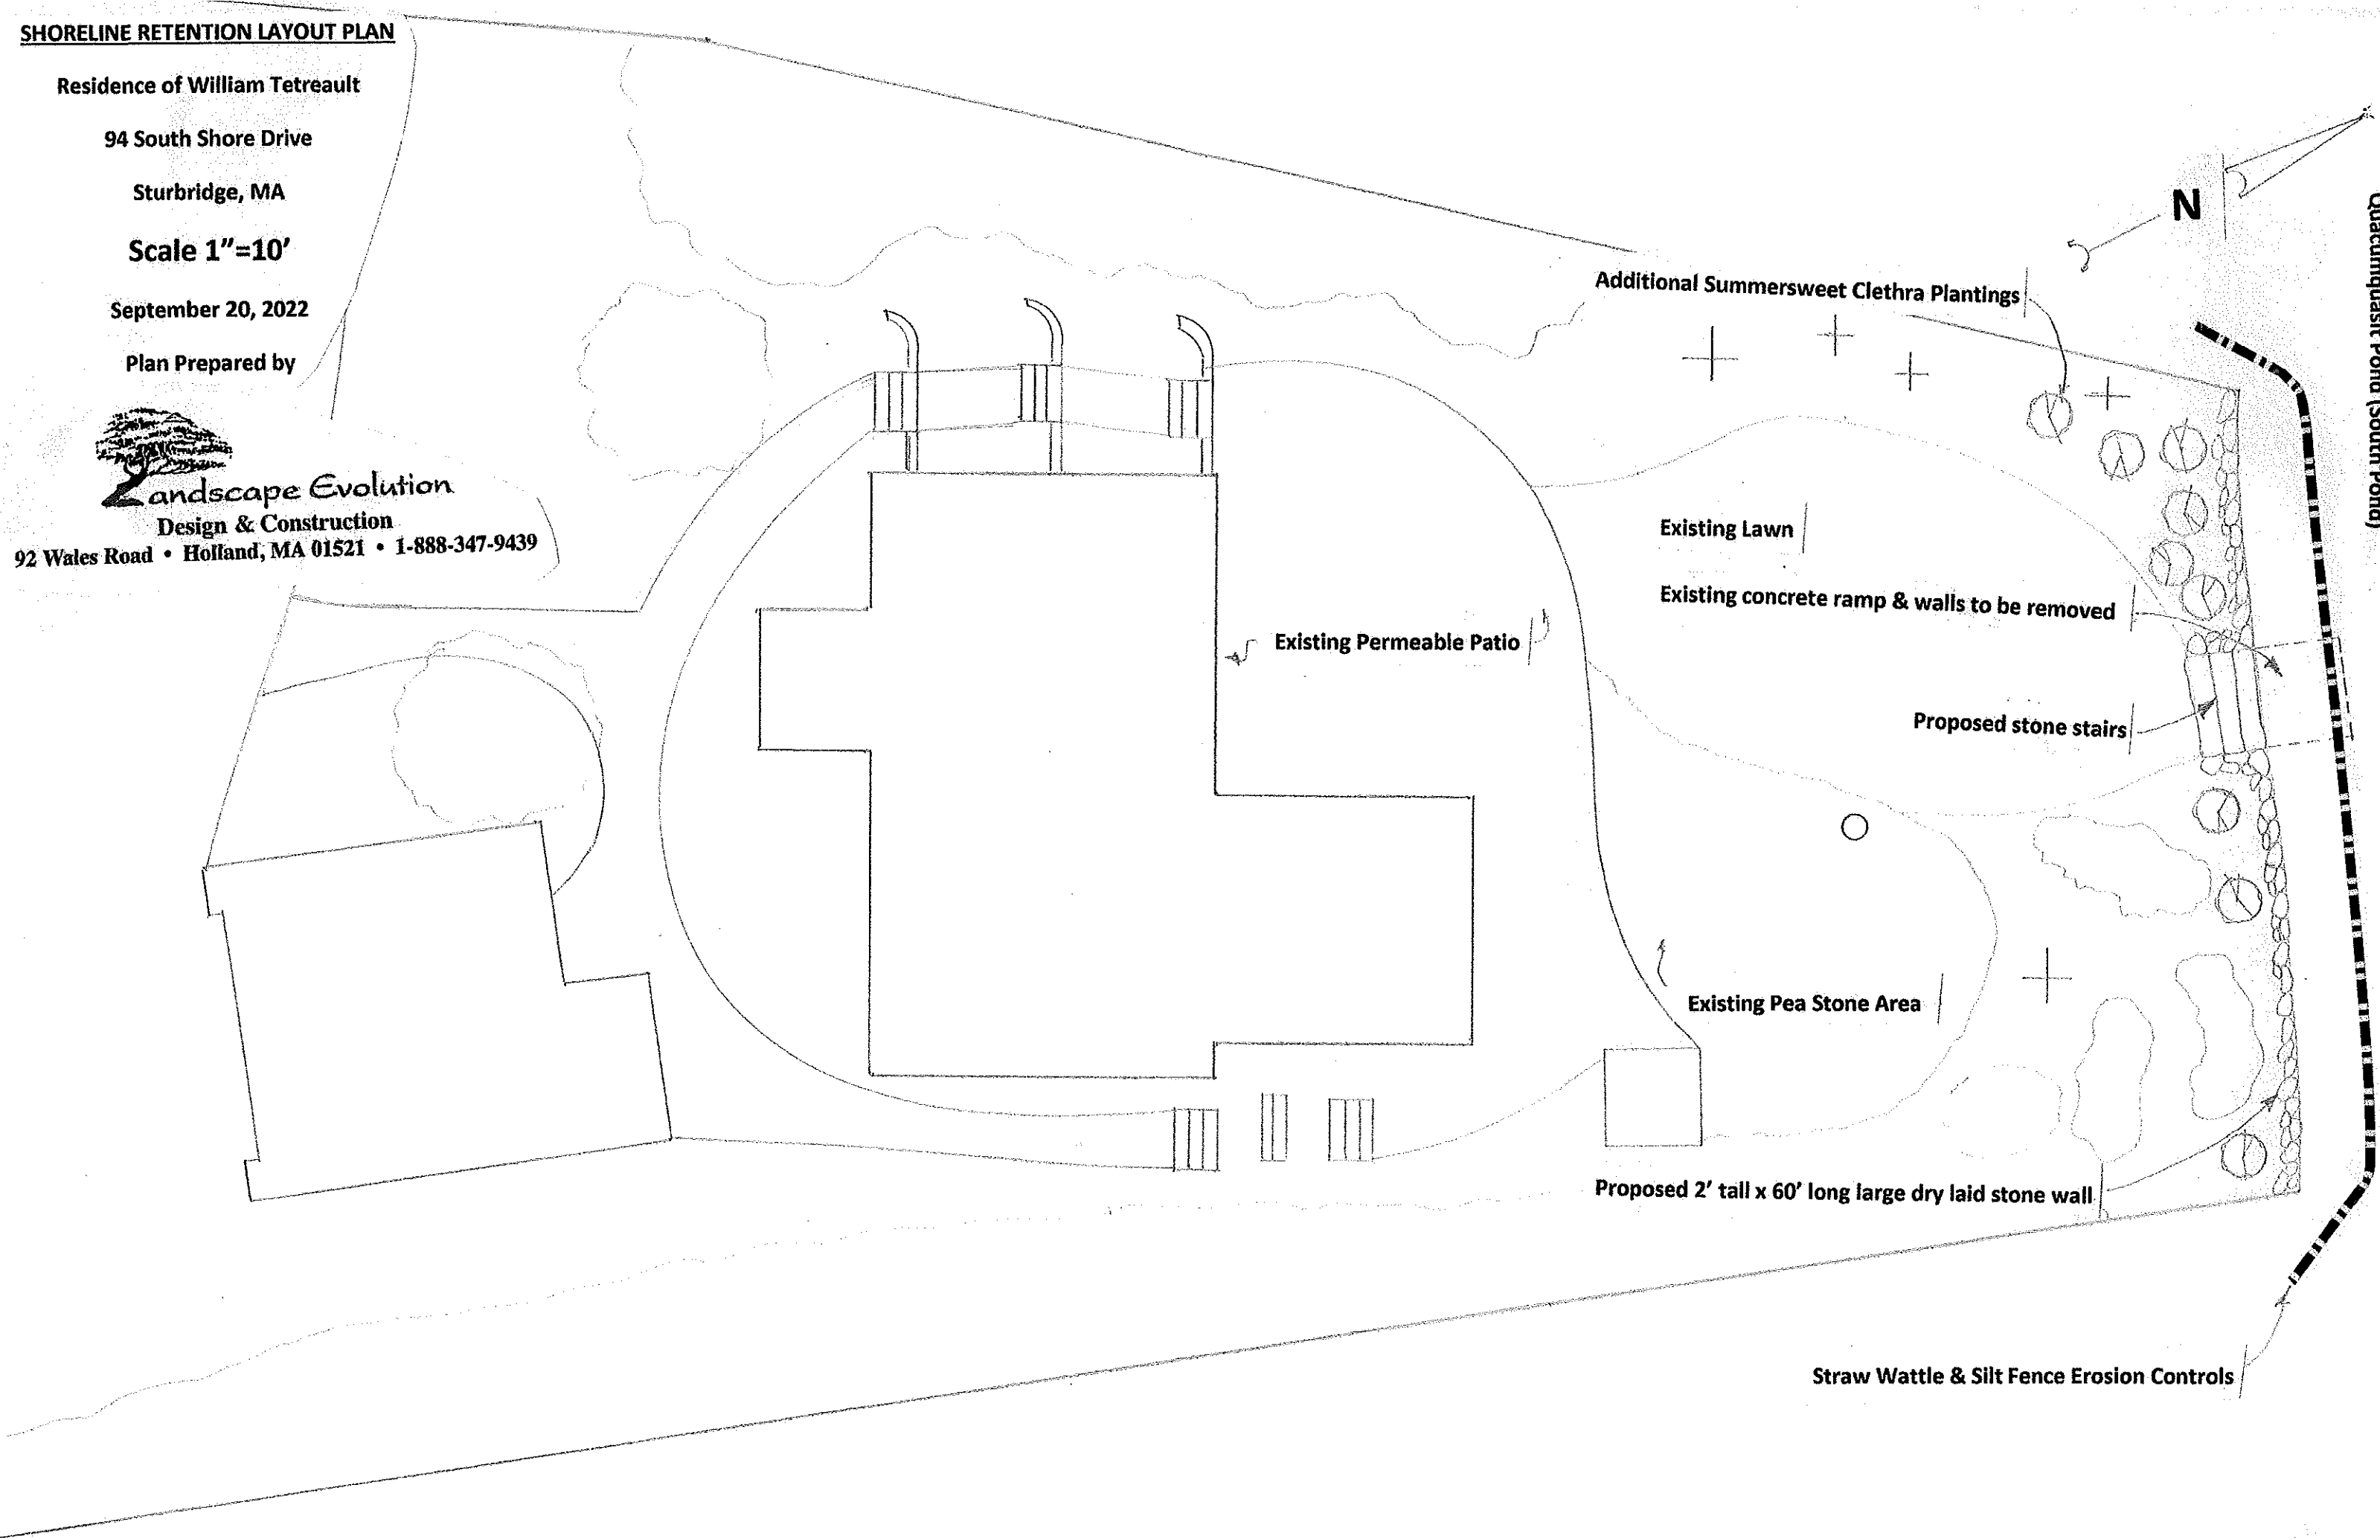 SHORELINE RETENTION LAYOUT PLAN
Residence of William Tetreault
94 South Shore Drive
Sturbridge, MA
Scale 1”=10’
September 20, 2022
Plan Prepared by
Landscape Evolution
Design & Construction
92 Wales Road • Holland, MA 01521 • 1-888-347-9439
N
Quacumquasit Pond (South Pond)
Additional Summersweet Clethra Plantings
Existing Lawn
Existing concrete ramp & walls to be removed
Existing Permeable Patio
Proposed stone stairs
Existing Pea Stone Area
Proposed 2’ tall x 60’ long large dry laid stone wall
Straw Wattle & Silt Fence Erosion Controls